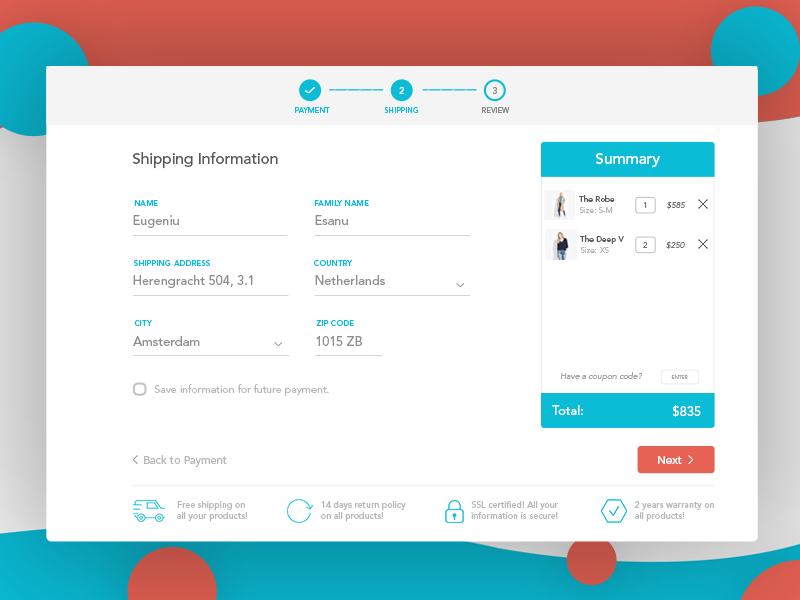 2
3
PAYMENT
SHIPPING
REVIEW
Shipping Information
NAME
Eugeniu
FAMILY NAME
Esanu
SHIPPING ADDRESS
Herengracht 504, 3.1
COUNTRY
Netherlands
CITY
Amsterdam
ZIP CODE
1015 ZB
Save information for future payment.
Back to Payment
Summary
The Robe
Size: S-M
1
$585
The Deep V
Size: XS
2
$250
Have a coupon code?
ENTER
Total:
$835
Next
Free shipping on
all your products!
14 days return policy
on all products!
SSL certified! All your
information is secure!
2 years warranty on
all products!